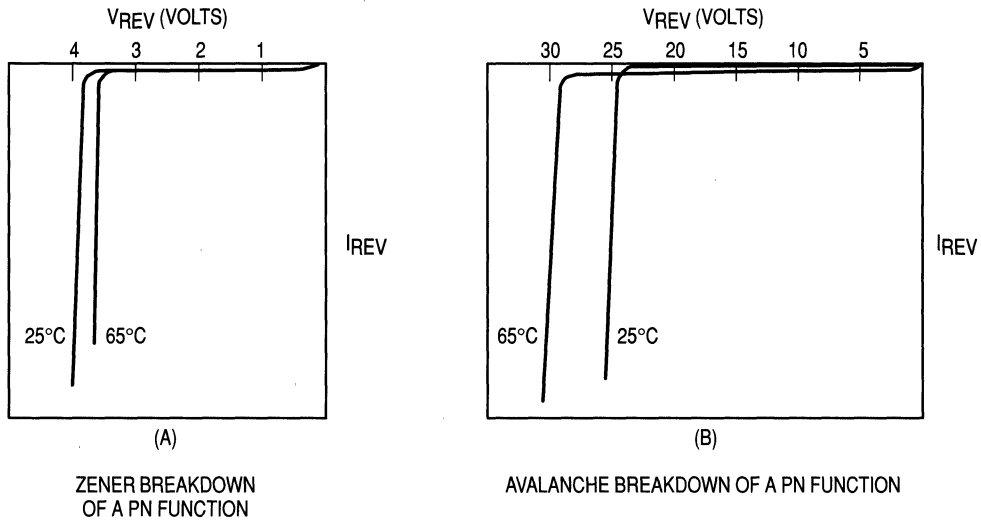 VREV (VOLTS)
4 3 2 1
IREV
25°C 65°C
(A)
ZENER BREAKDOWN
OF A PN FUNCTION
VREV (VOLTS)
30 25 20 15 10 5
IREV
65°C 25°C
(B)
AVALANCHE BREAKDOWN OF A PN FUNCTION